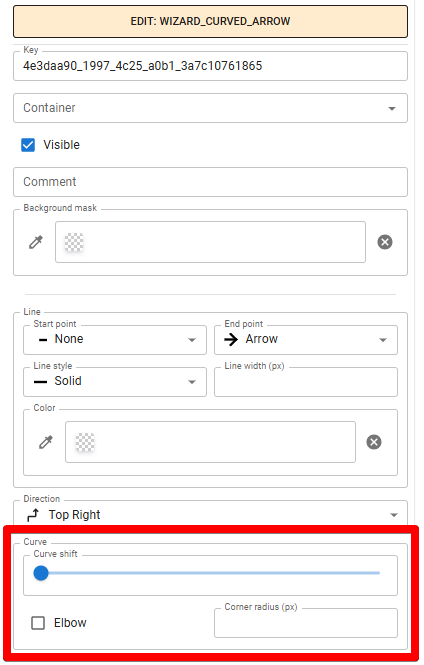 EDIT: WIZARD_CURVED_ARROW
Key
4e3daa90_1997_4c25_a0b1_3a7c10761865
Container
Visible
Comment
Background mask
Line
Start point
None
End point
Arrow
Line style
Solid
Line width (px)
Color
Direction
Top Right
Curve
Curve shift
Elbow
Corner radius (px)